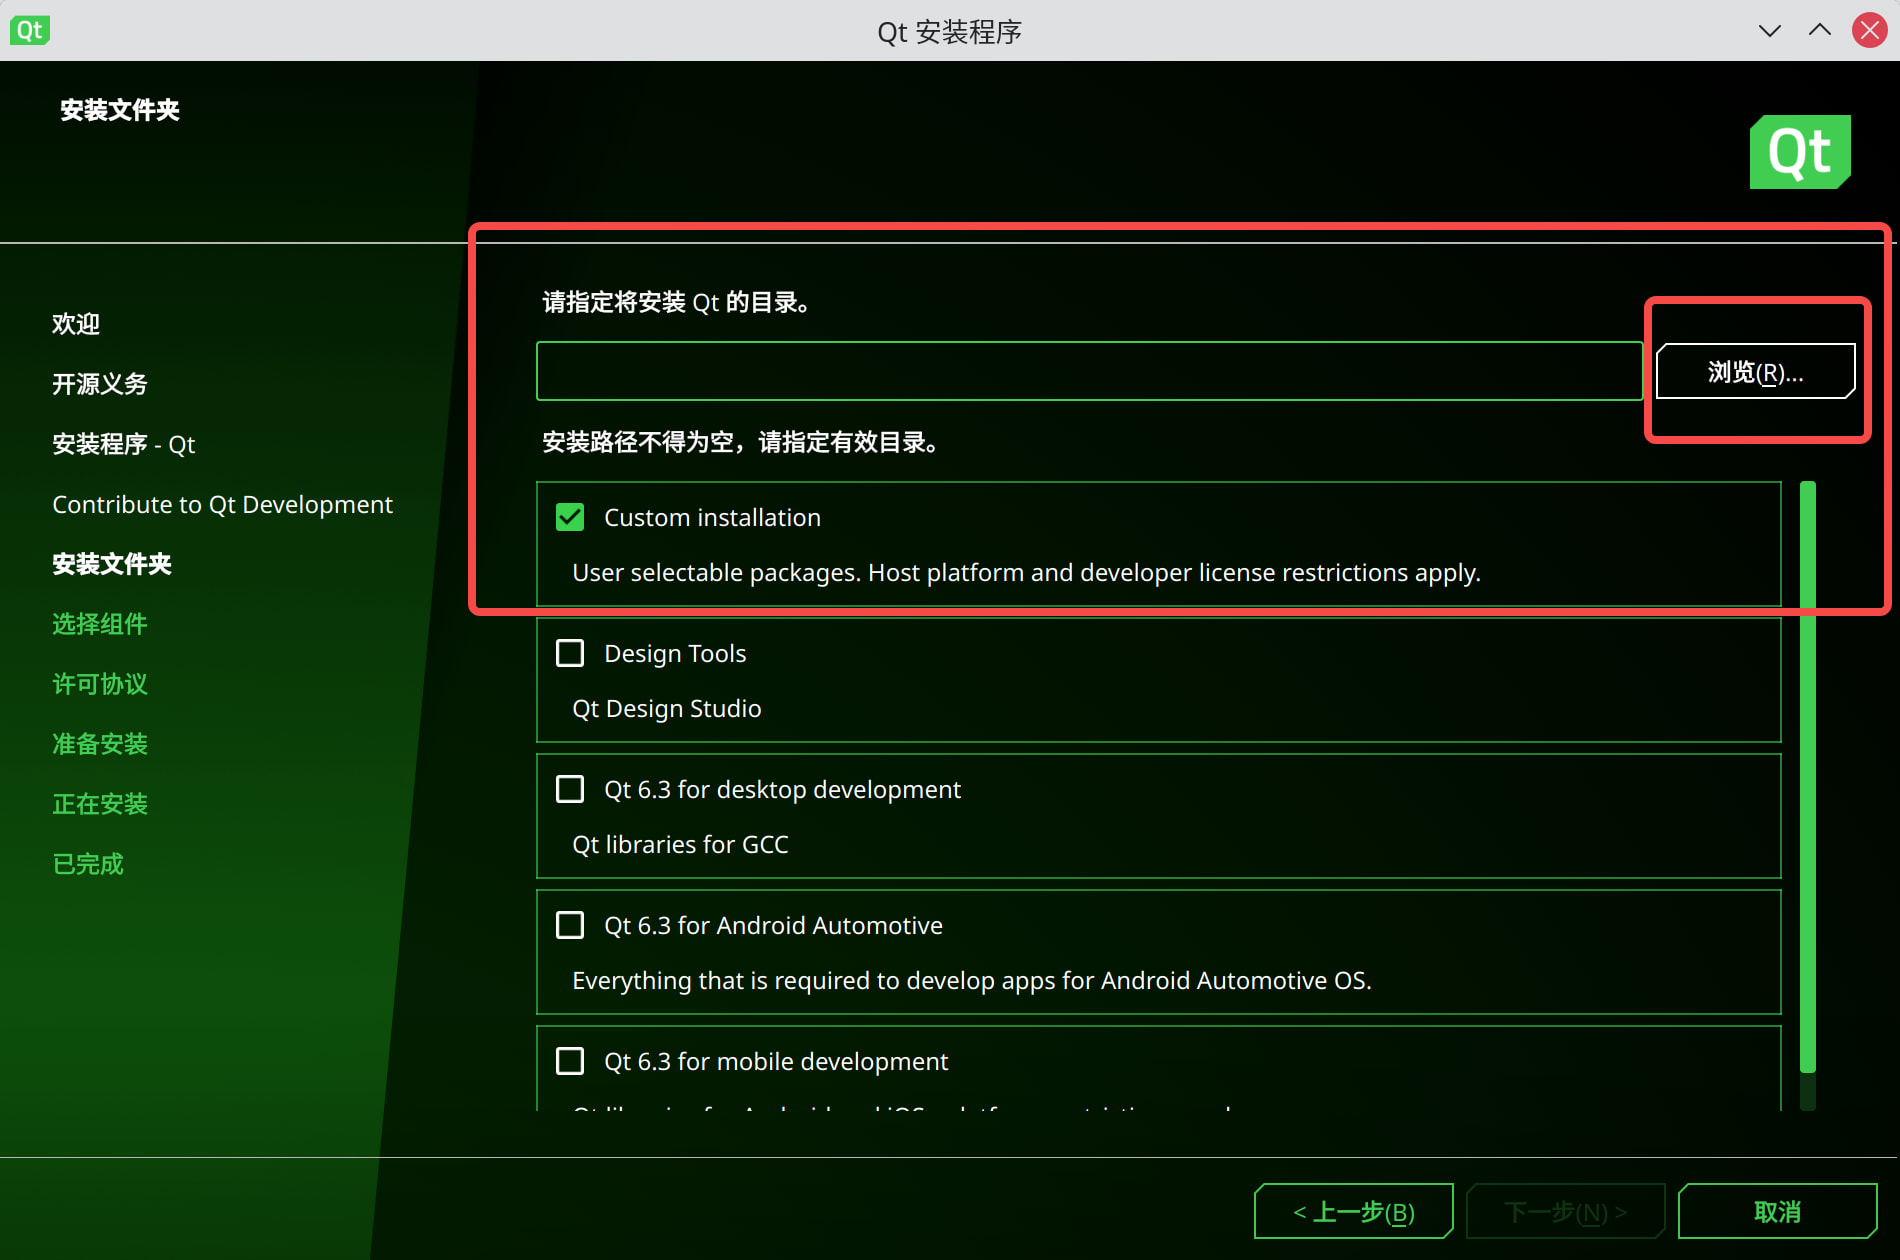 Qt
Qt 安装程序
安装文件夹
Qt
欢迎
开源义务
安装程序 - Qt
Contribute to Qt Development
安装文件夹
选择组件
许可协议
准备安装
正在安装
已完成
请指定将安装 Qt 的目录。
浏览(R)...
安装路径不得为空，请指定有效目录。
Custom installation
User selectable packages. Host platform and developer license restrictions apply.
Design Tools
Qt Design Studio
Qt 6.3 for desktop development
Qt libraries for GCC
Qt 6.3 for Android Automotive
Everything that is required to develop apps for Android Automotive OS.
Qt 6.3 for mobile development
< 上一步(B)
下一步(N) >
取消